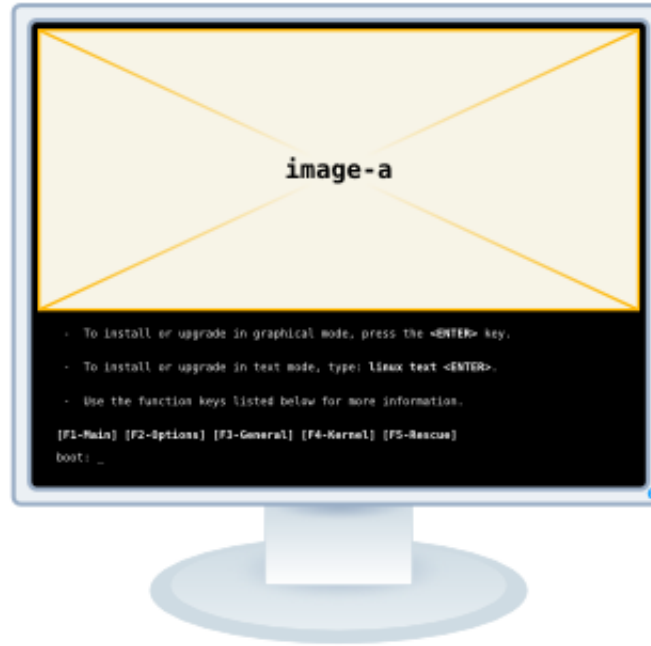 image-a
- To install or upgrade in graphical mode, press the <ENTER> key.
- To install or upgrade in text mode, type: linux text <ENTER>.
- Use the function keys listed below for more information.
[F1-Main] [F2-Options] [F3-General] [F4-Kernel] [F5-Rescue]
boot: _